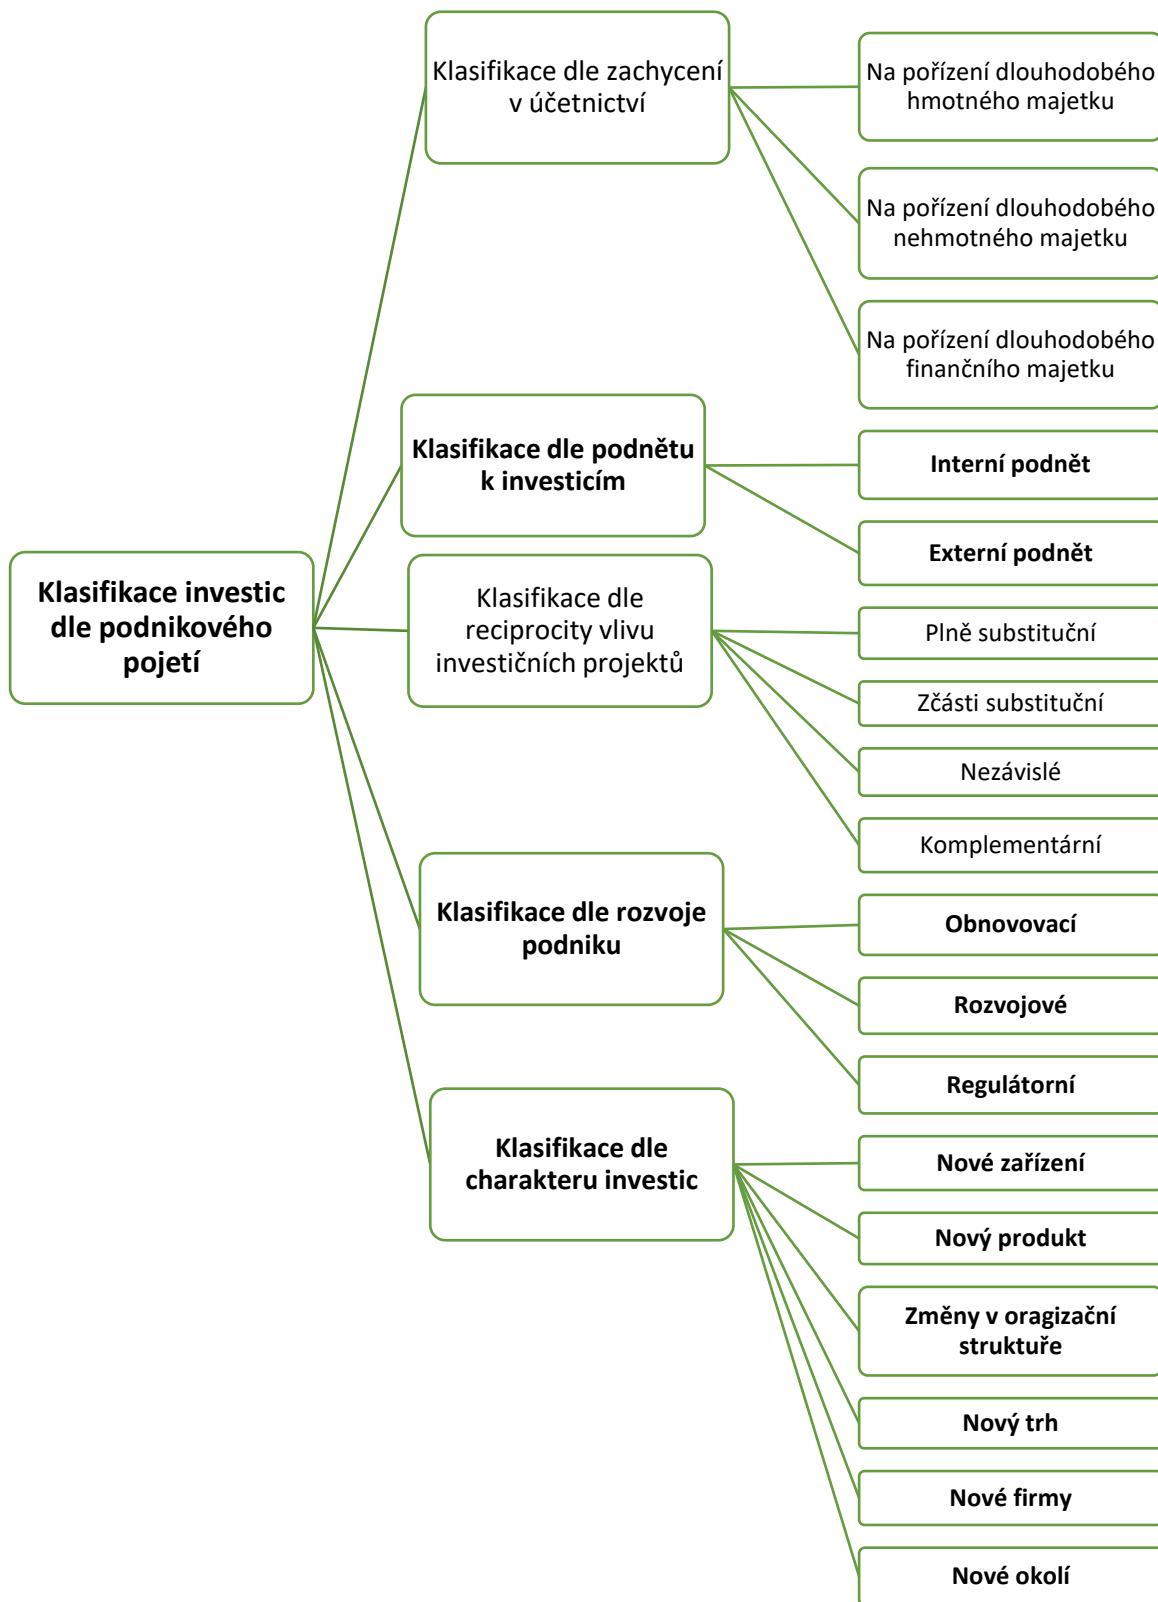 Klasifikace investic
dle podnikového
pojetí
Klasifikace dle zachycení
v účetnictví
Na pořízení dlouhodobého
hmotného majetku
Na pořízení dlouhodobého
nehmotného majetku
Na pořízení dlouhodobého
finančního majetku
Klasifikace dle podnětu
k investicím
Interní podnět
Externí podnět
Klasifikace dle
reciprocity vlivu
investičních projektů
Plně substituční
Zčásti substituční
Nezávislé
Komplementární
Klasifikace dle rozvoje
podniku
Obnovovací
Rozvojové
Regulátorní
Klasifikace dle
charakteru investic
Nové zařízení
Nový produkt
Změny v oragizační
struktuře
Nový trh
Nové firmy
Nové okolí